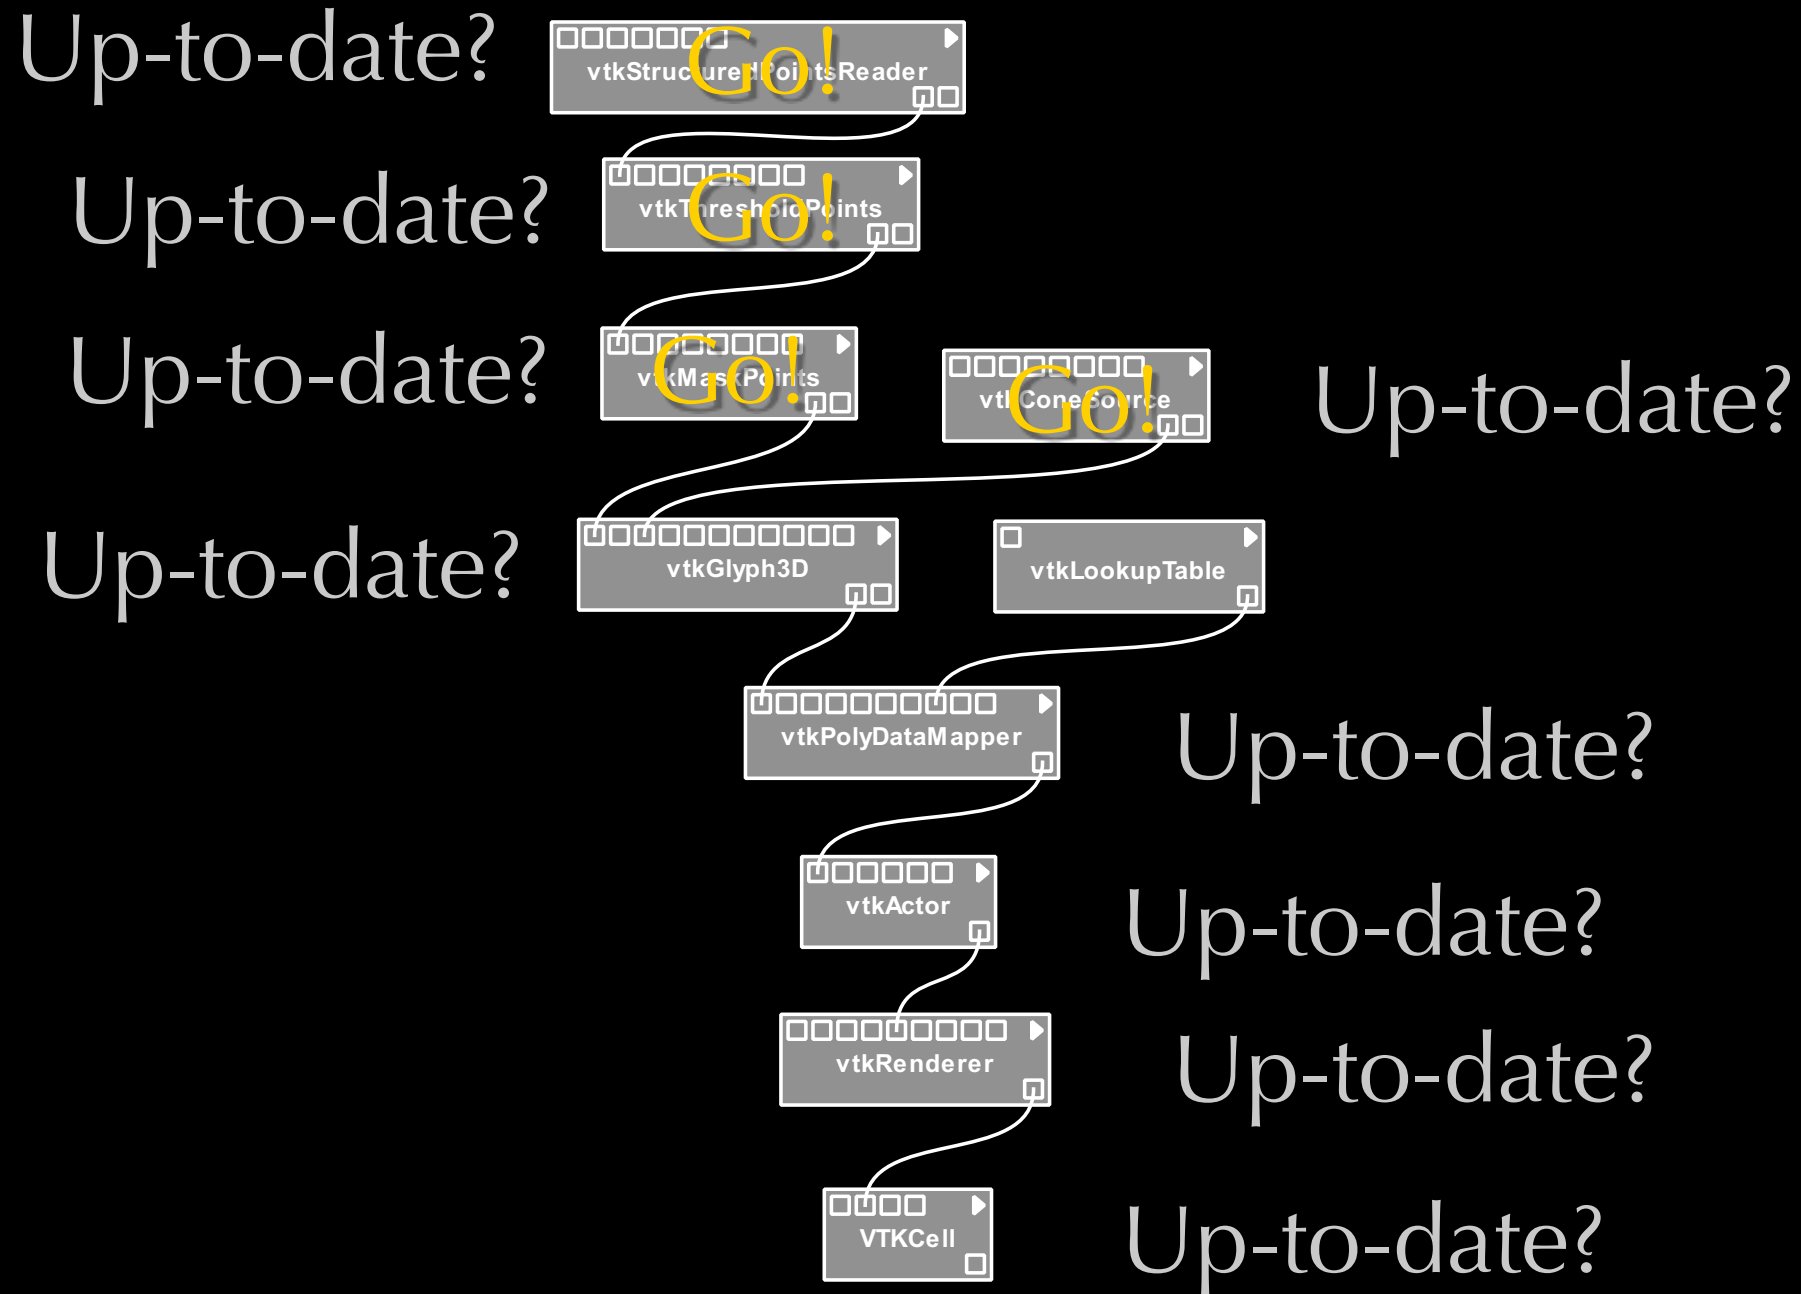 Up-to-date?
vtkStructuredPointsReader
Go!
Up-to-date?
vtkThresholdPoints
Go!
Up-to-date?
vtkMaskPoints
Go!
vtkConeSource
Go!
Up-to-date?
Up-to-date?
vtkGlyph3D
vtkLookupTable
vtkPolyDataMapper
Up-to-date?
vtkActor
Up-to-date?
vtkRenderer
Up-to-date?
VTKCell
Up-to-date?